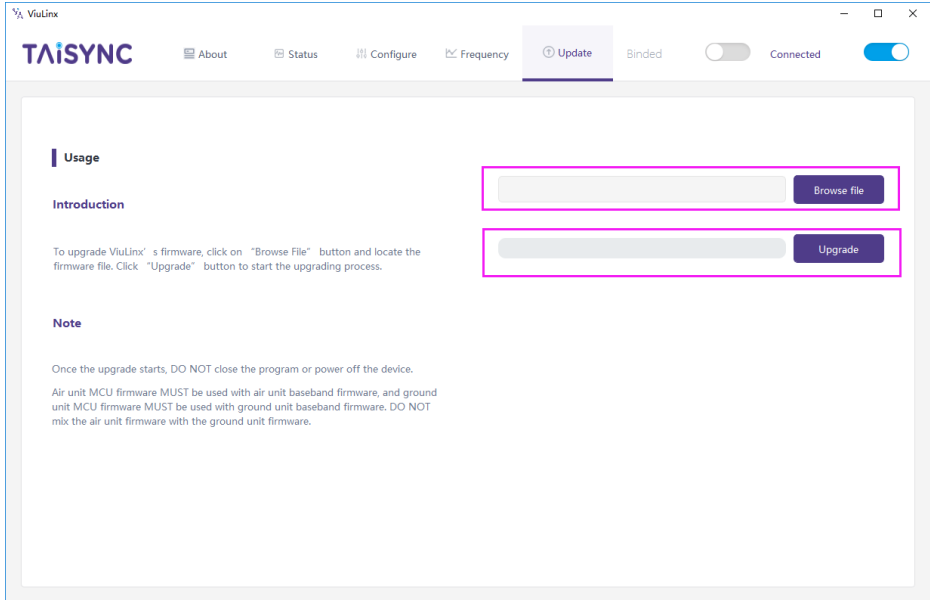 ViuLinx
TAiSYNC
About
Status
Configure
Frequency
Update
Binded
Connected
Usage
Introduction
To upgrade ViuLinx’s firmware, click on “Browse File” button and locate the
firmware file. Click “Upgrade” button to start the upgrading process.
Note
Once the upgrade starts, DO NOT close the program or power off the device.
Air unit MCU firmware MUST be used with air unit baseband firmware, and ground
unit MCU firmware MUST be used with ground unit baseband firmware. DO NOT
mix the air unit firmware with the ground unit firmware.
Browse file
Upgrade